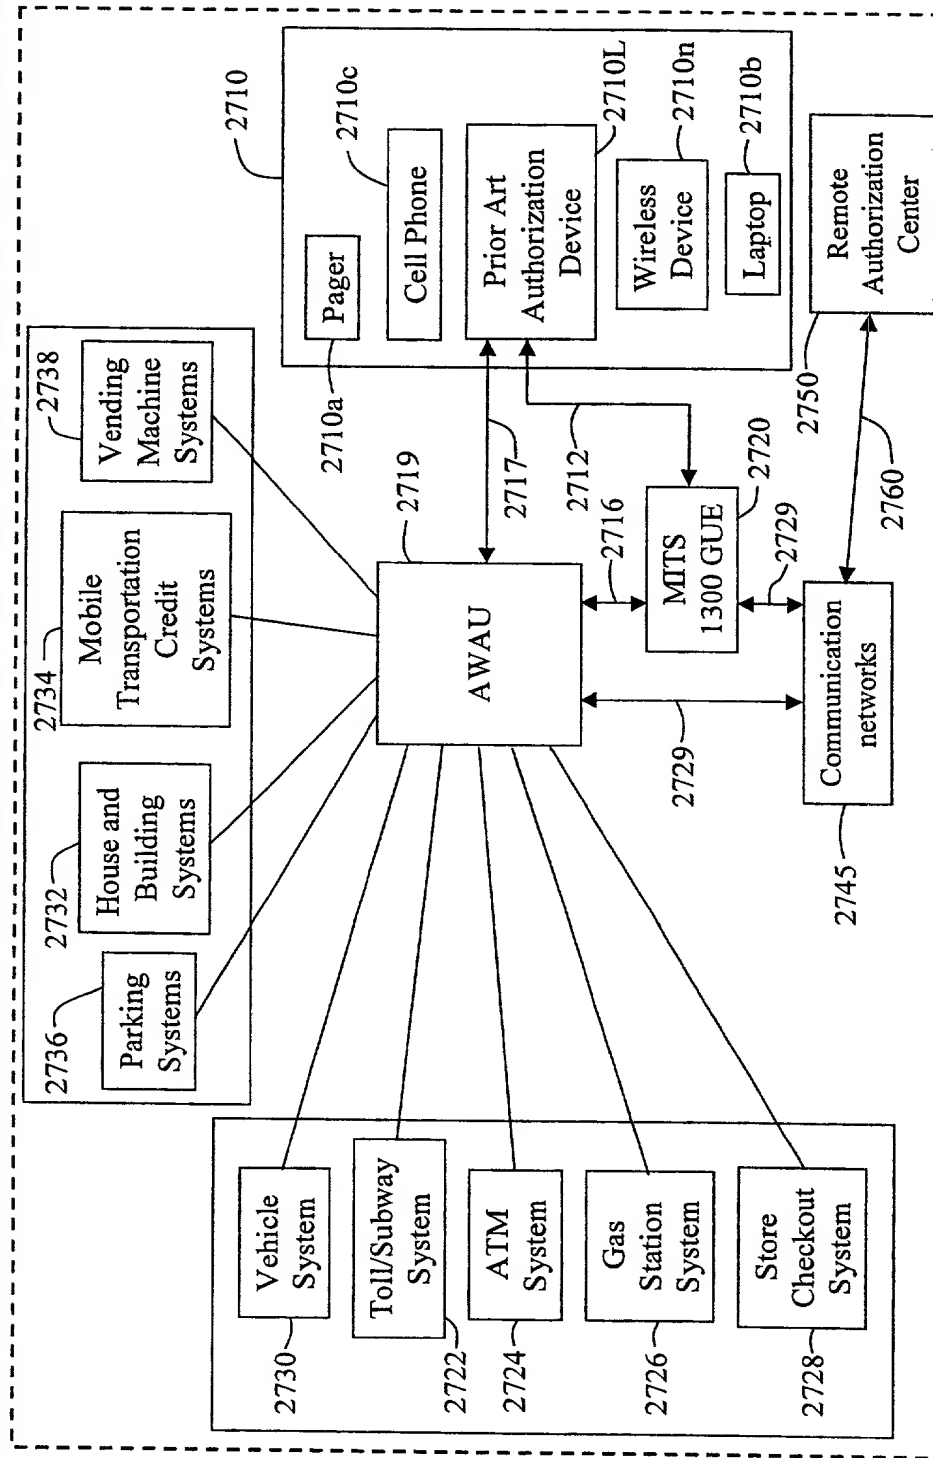 2736
Parking
Systems
2732
House and
Building
Systems
2734
Mobile
Transportation
Credit
Systems
2738
Vending
Machine
Systems
2710
2710a
Pager
2710c
Cell Phone
Prior Art
Authorization
Device
2710L
Wireless
Device
2710n
Laptop
2710b
Vehicle
System
2730
Toll/Subway
System
2722
ATM
System
2724
Gas
Station
System
2726
Store
Checkout
System
2728
AWAU
2719
2717
2712
2716
MITS
1300 GUE
2720
2729
2729
Communication
networks
2745
2750
Remote
Authorization
Center
2760